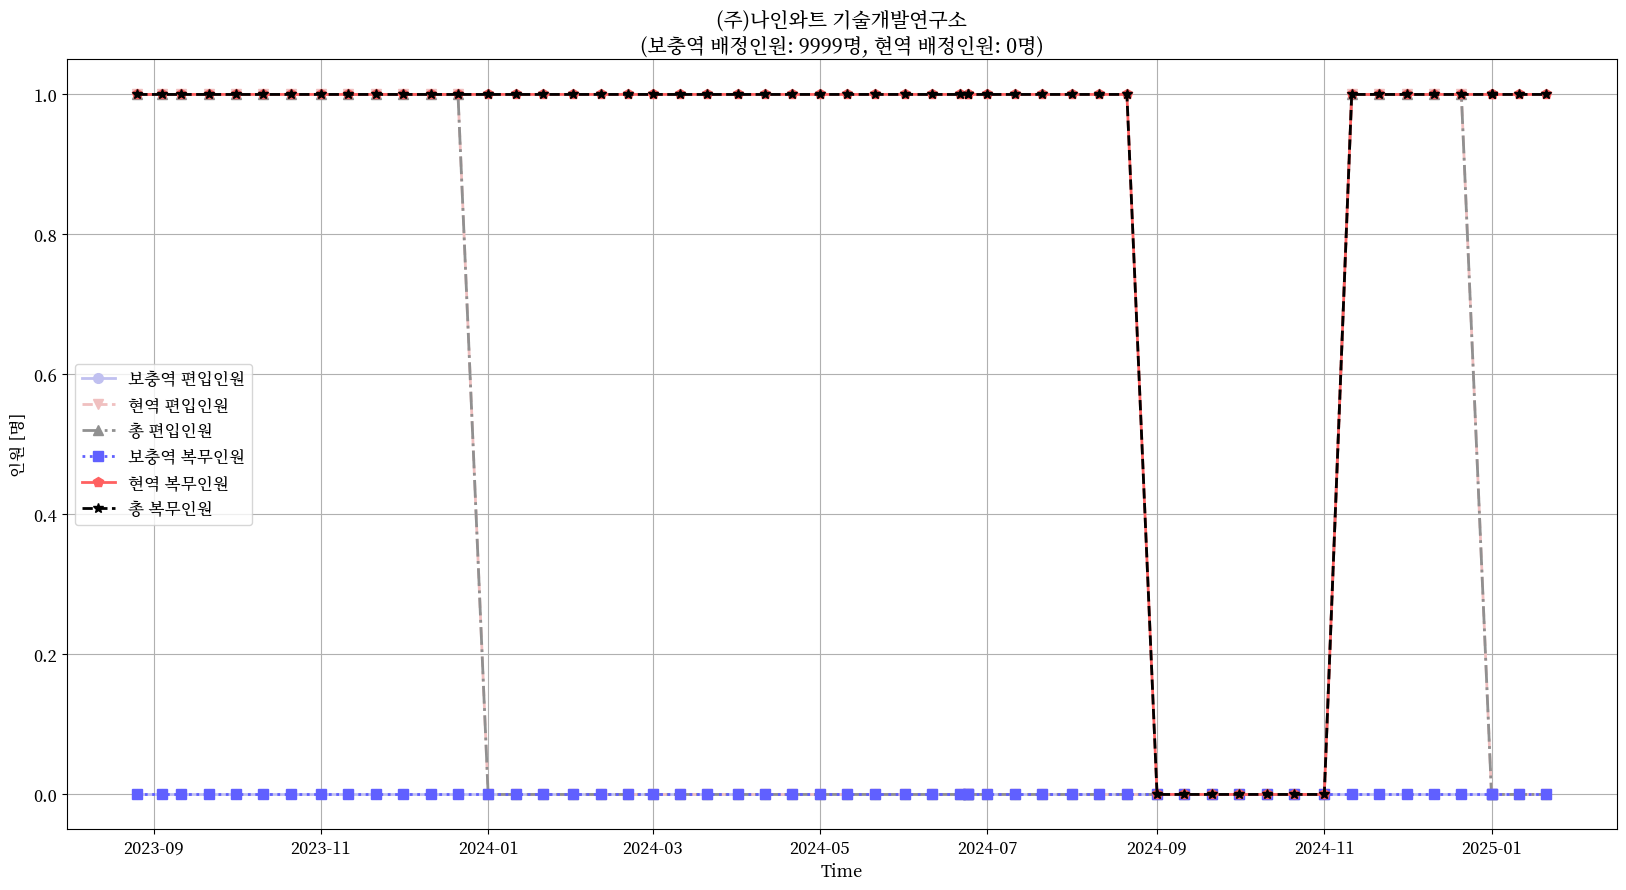 (주)나인와트 기술개발연구소
(보충역 배정인원: 9999명, 현역 배정인원: 0명)
인원 [명]
1.0
0.8
0.6
0.4
0.2
0.0
보충역 편입인원
현역 편입인원
총 편입인원
보충역 복무인원
현역 복무인원
총 복무인원
2023-09 2023-11 2024-01 2024-03 2024-05 2024-07 2024-09 2024-11 2025-01
Time